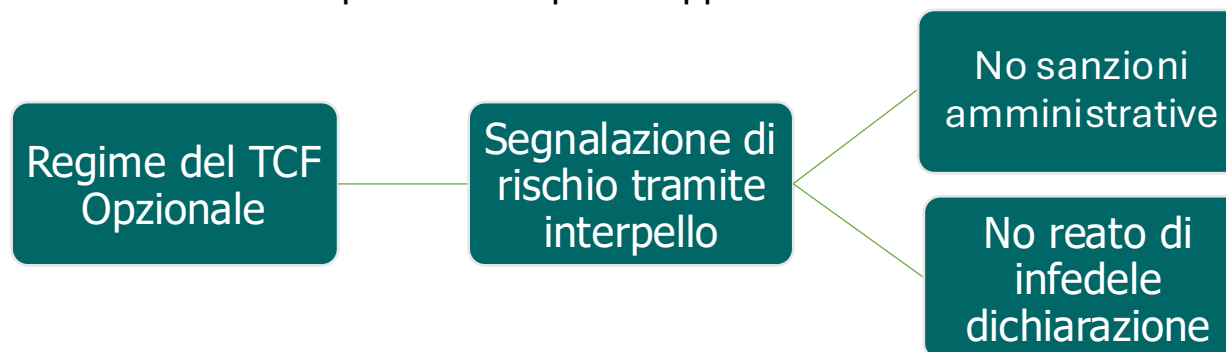 Regime del TCF
Opzionale
Segnalazione di
rischio tramite
interpello
No sanzioni
amministrative
No reato di
infedele
dichiarazione